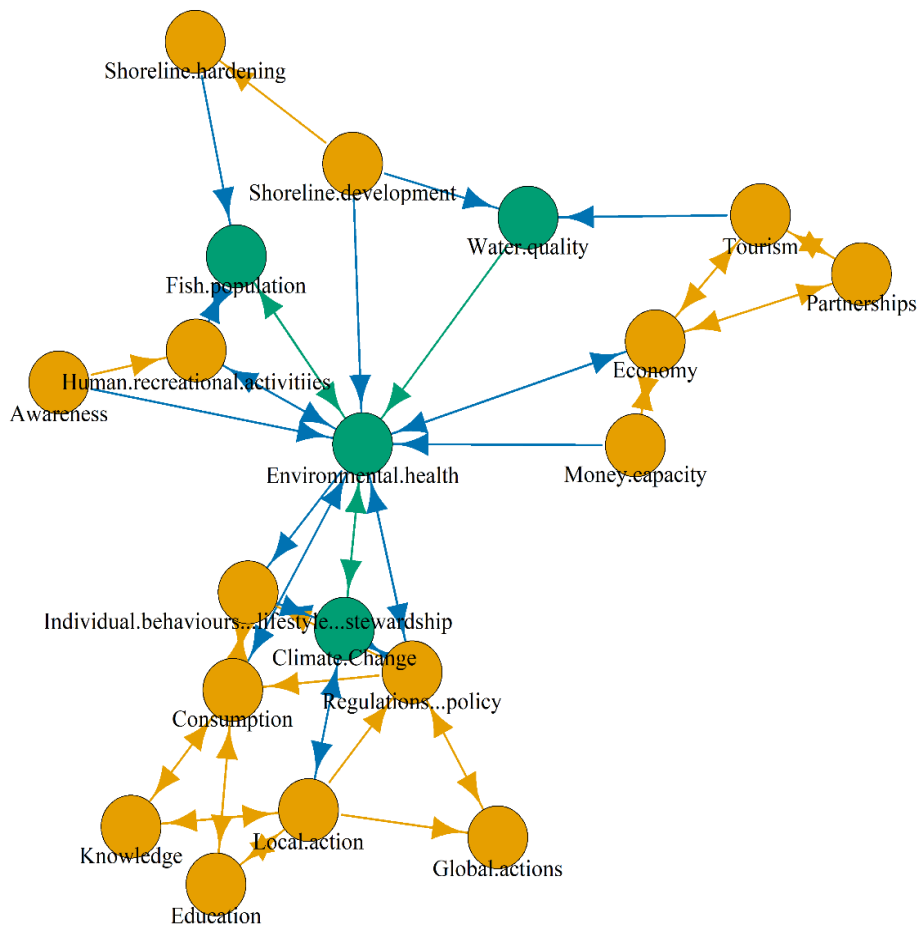 Shoreline.hardening
Shoreline.development
Water.quality
Tourism
Fish.population
Partnerships
Economy
Human.recreational.activitiies
Awareness
Environmental.health
Money.capacity
Individual.behaviours...lifestyle...stewardship
Climate.Change
Regulations...policy
Consumption
Local.action
Knowledge
Global.actions
Education